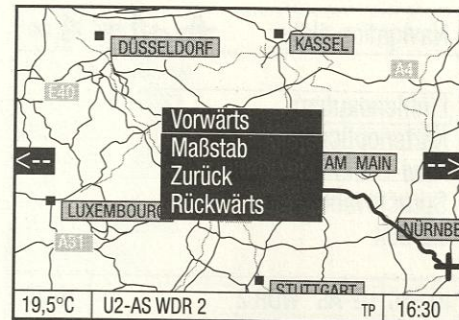 DÜSSELDORF
KASSEL
A4
E40
Vorwärts
Maßstab
Zurück
Rückwärts
<--
AM MAIN
-->
LUXEMBOURG
NÜRNBE
A31
STUTTGART
19,5°C U2-AS WDR 2 TP 16:30